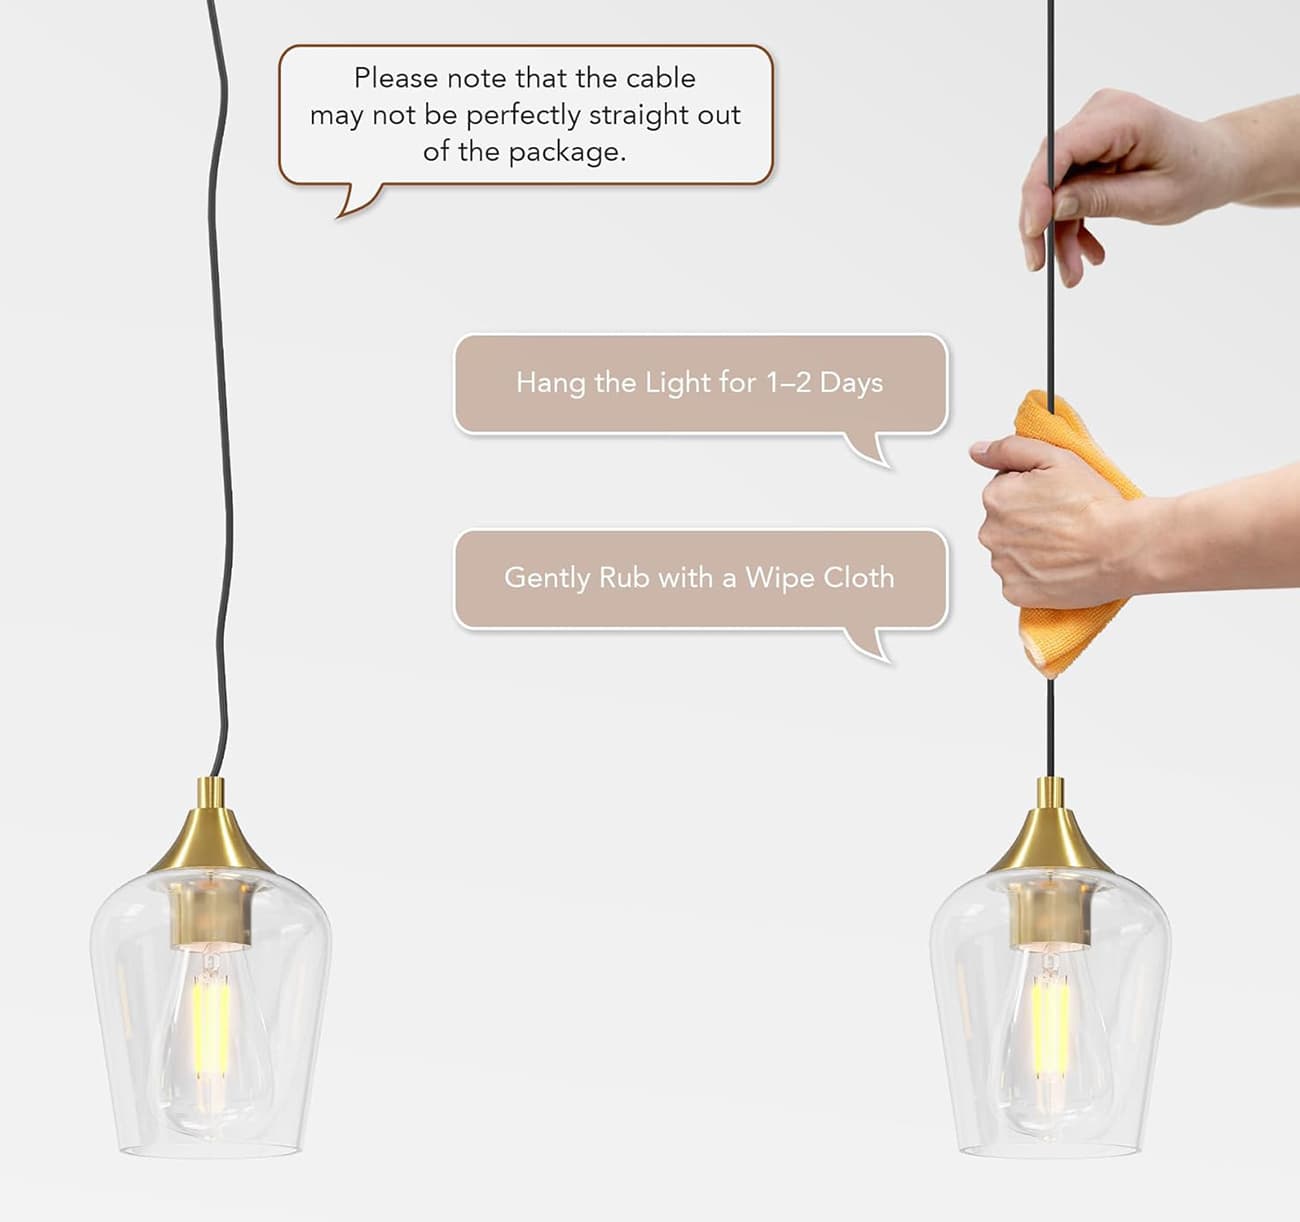 Please note that the cable
may not be perfectly straight out
of the package.
Hang the Light for 1–2 Days
Gently Rub with a Wipe Cloth